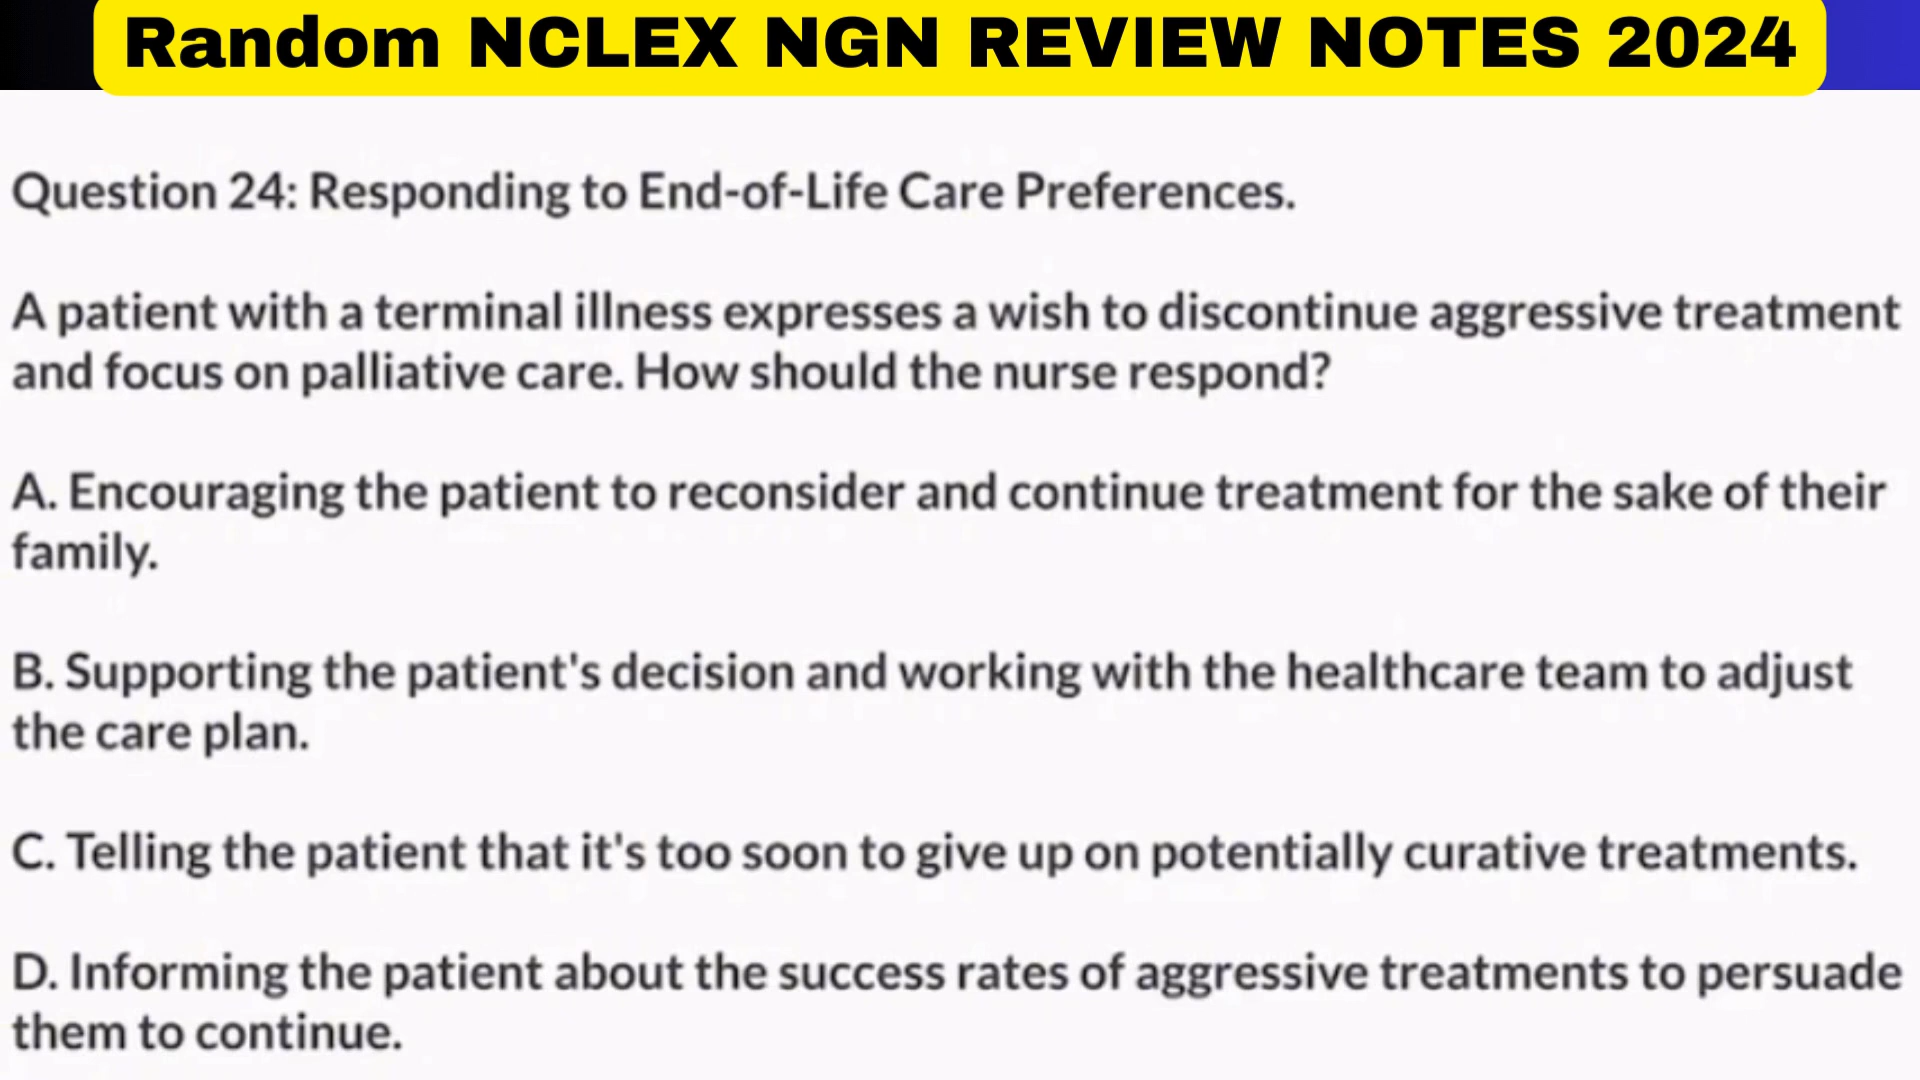 Random NCLEX NGN REVIEW NOTES 2024
Question 24: Responding to End-of-Life Care Preferences.
A patient with a terminal illness expresses a wish to discontinue aggressive treatment
and focus on palliative care. How should the nurse respond?
A. Encouraging the patient to reconsider and continue treatment for the sake of their
family.
B. Supporting the patient's decision and working with the healthcare team to adjust
the care plan.
C. Telling the patient that it's too soon to give up on potentially curative treatments.
D. Informing the patient about the success rates of aggressive treatments to persuade
them to continue.